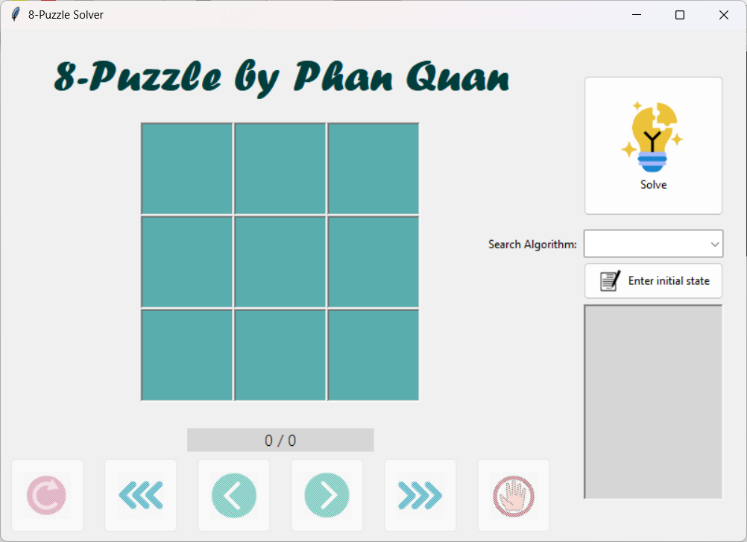 8-Puzzle Solver
8-Puzzle by Phan Quan
Solve
Search Algorithm:
Enter initial state
0 / 0